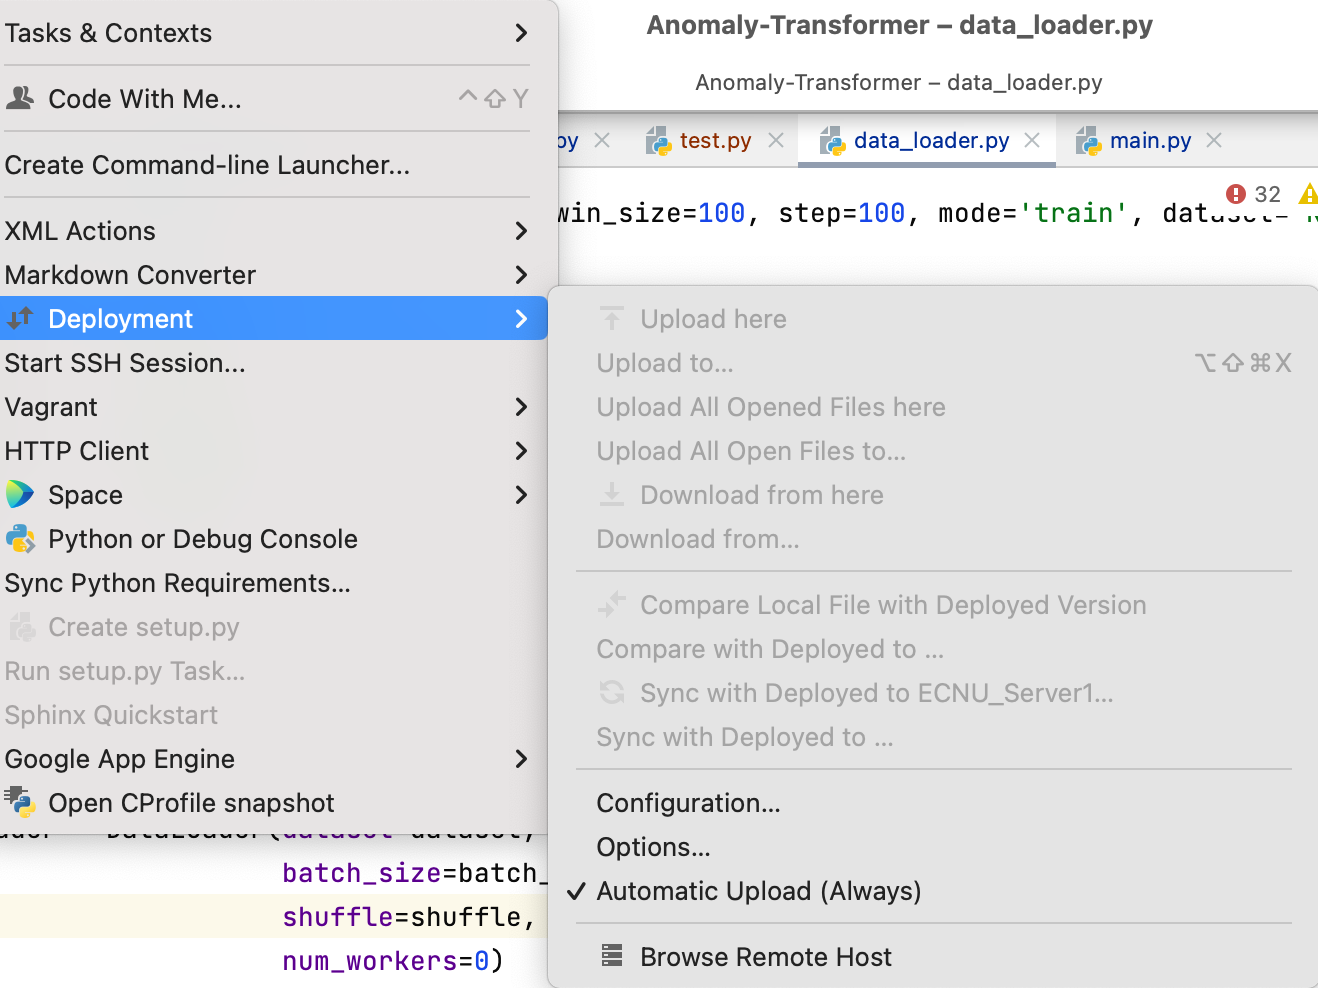 Anomaly-Transformer – data_loader.py
Anomaly-Transformer – data_loader.py
py test.py data_loader.py main.py
32
win_size=100, step=100, mode='train',
Tasks & Contexts
Code With Me... ^⇧Y
Create Command-line Launcher...
XML Actions
Markdown Converter
Deployment
Start SSH Session...
Vagrant
HTTP Client
Space
Python or Debug Console
Sync Python Requirements...
Create setup.py
Run setup.py Task...
Sphinx Quickstart
Google App Engine
Open CProfile snapshot
Upload here
Upload to... ⌥⇧⌘X
Upload All Opened Files here
Upload All Open Files to...
Download from here
Download from...
Compare Local File with Deployed Version
Compare with Deployed to ...
Sync with Deployed to ECNU_Server1...
Sync with Deployed to ...
Configuration...
Options...
✓ Automatic Upload (Always)
Browse Remote Host
batch_size=batch_
shuffle=shuffle,
num_workers=0)